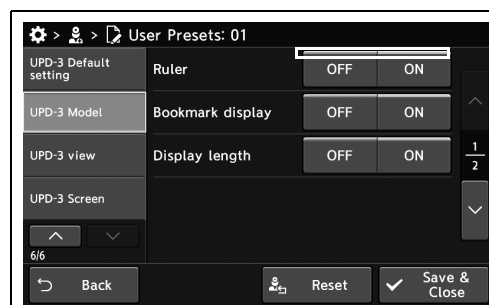 > > User Presets: 01
UPD-3 Default
setting
Ruler
OFF
ON
UPD-3 Model
Bookmark display
OFF
ON
UPD-3 view
Display length
OFF
ON
1
2
UPD-3 Screen
6/6
Back
Reset
Save &
Close